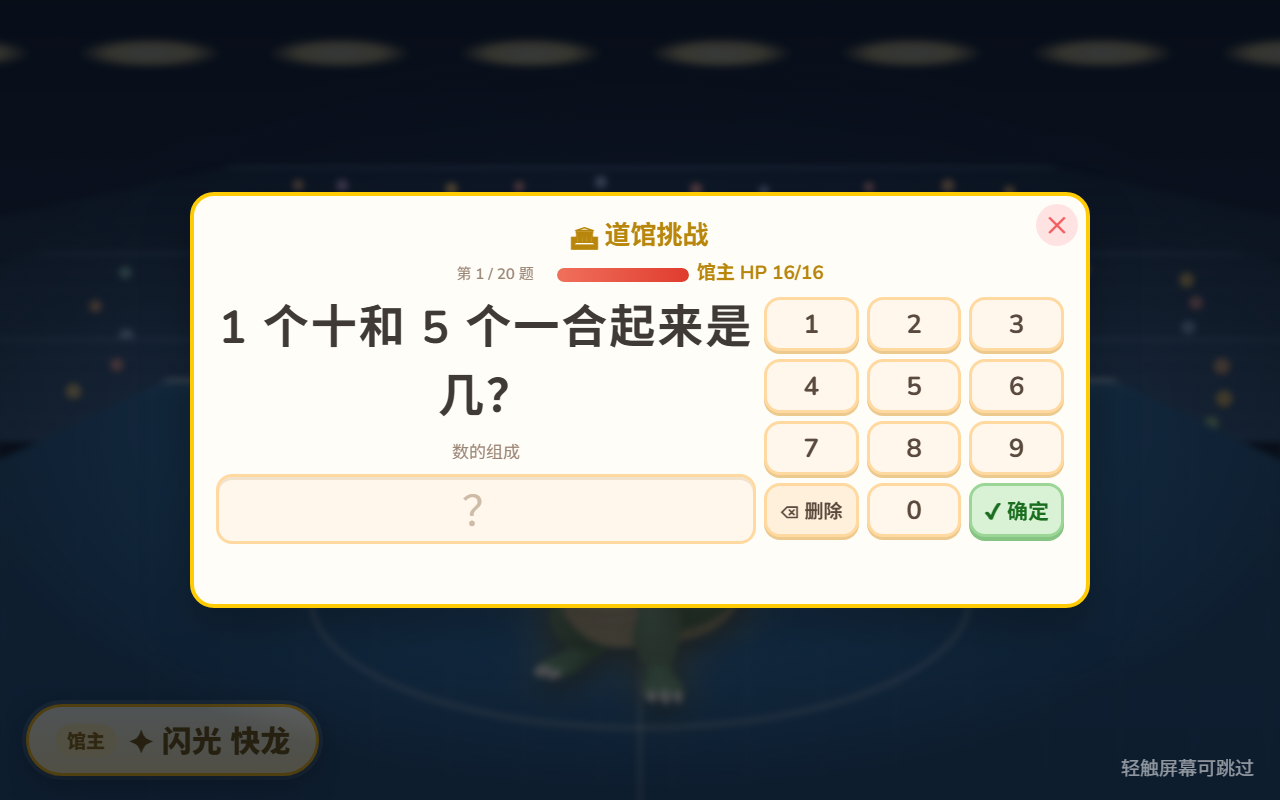 道馆挑战
第 1 / 20 题 馆主 HP 16/16
1 个十和 5 个一合起来是
几？
数的组成
？
1 2 3
4 5 6
7 8 9
删除 0 ✓ 确定
馆主 ✦ 闪光 快龙
轻触屏幕可跳过